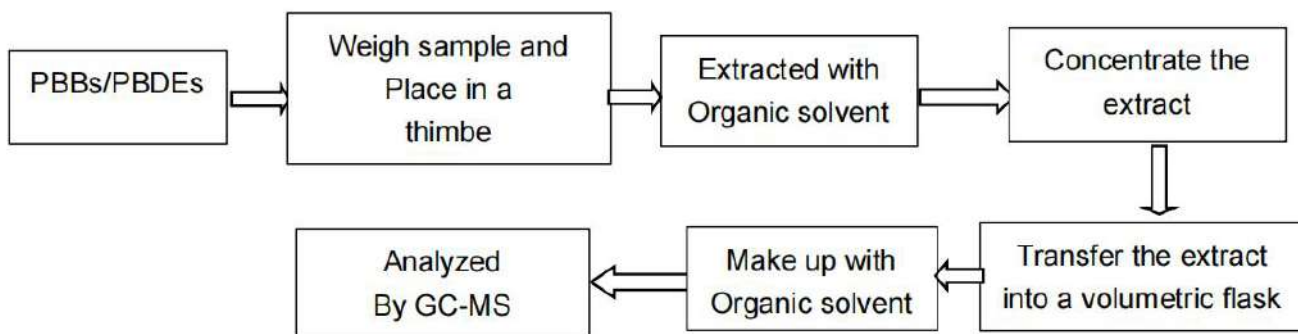 PBBs/PBDEs
Weigh sample and
Place in a
thimbe
Extracted with
Organic solvent
Concentrate the
extract
Transfer the extract
into a volumetric flask
Make up with
Organic solvent
Analyzed
By GC-MS